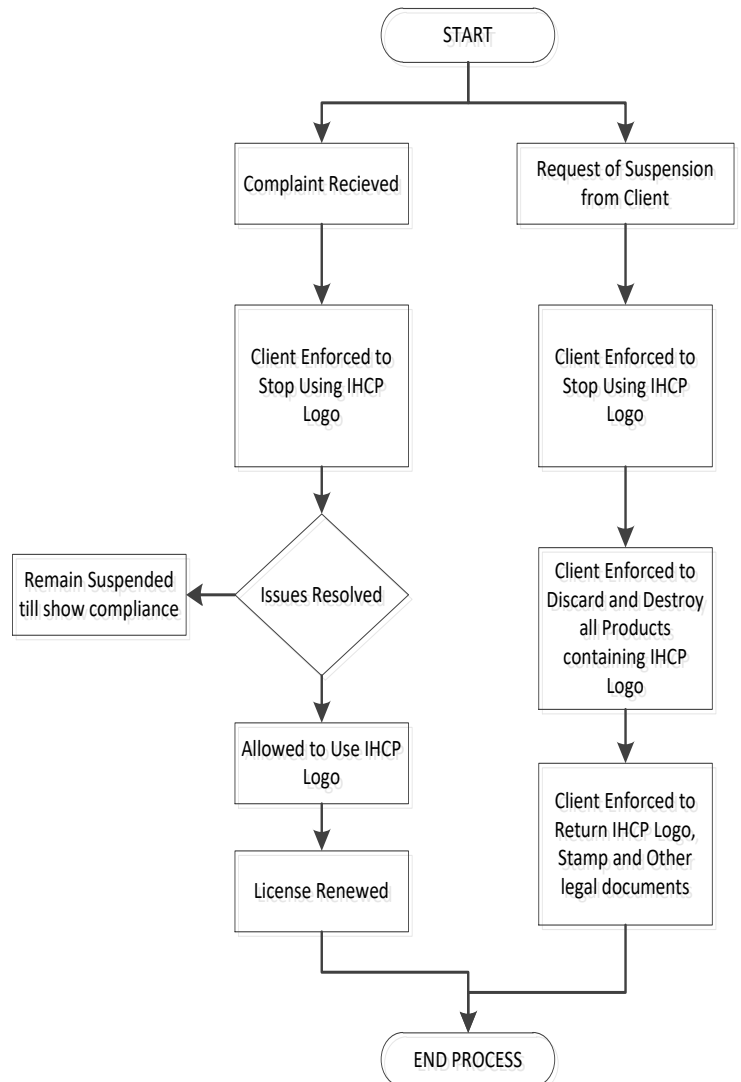 START
Complaint Recieved
Request of Suspension
from Client
Client Enforced to
Stop Using IHCP
Logo
Client Enforced to
Stop Using IHCP
Logo
Issues Resolved
Remain Suspended
till show compliance
Client Enforced to
Discard and Destroy
all Products
containing IHCP
Logo
Allowed to Use IHCP
Logo
Client Enforced to
Return IHCP Logo,
Stamp and Other
legal documents
License Renewed
END PROCESS